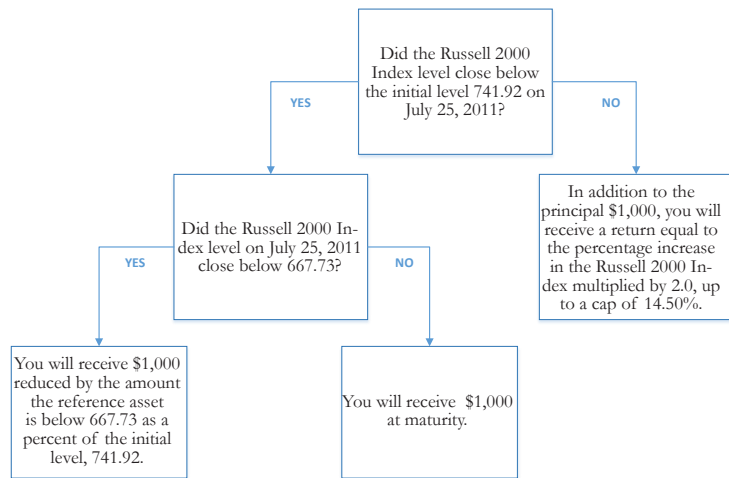 Did the Russell 2000
Index level close below
the initial level 741.92 on
July 25, 2011?
YES
NO
Did the Russell 2000 In-
dex level on July 25, 2011
close below 667.73?
In addition to the
principal $1,000, you will
receive a return equal to
the percentage increase
in the Russell 2000 In-
dex multiplied by 2.0, up
to a cap of 14.50%.
YES
NO
You will receive $1,000
reduced by the amount
the reference asset
is below 667.73 as a
percent of the initial
level, 741.92.
You will receive $1,000
at maturity.